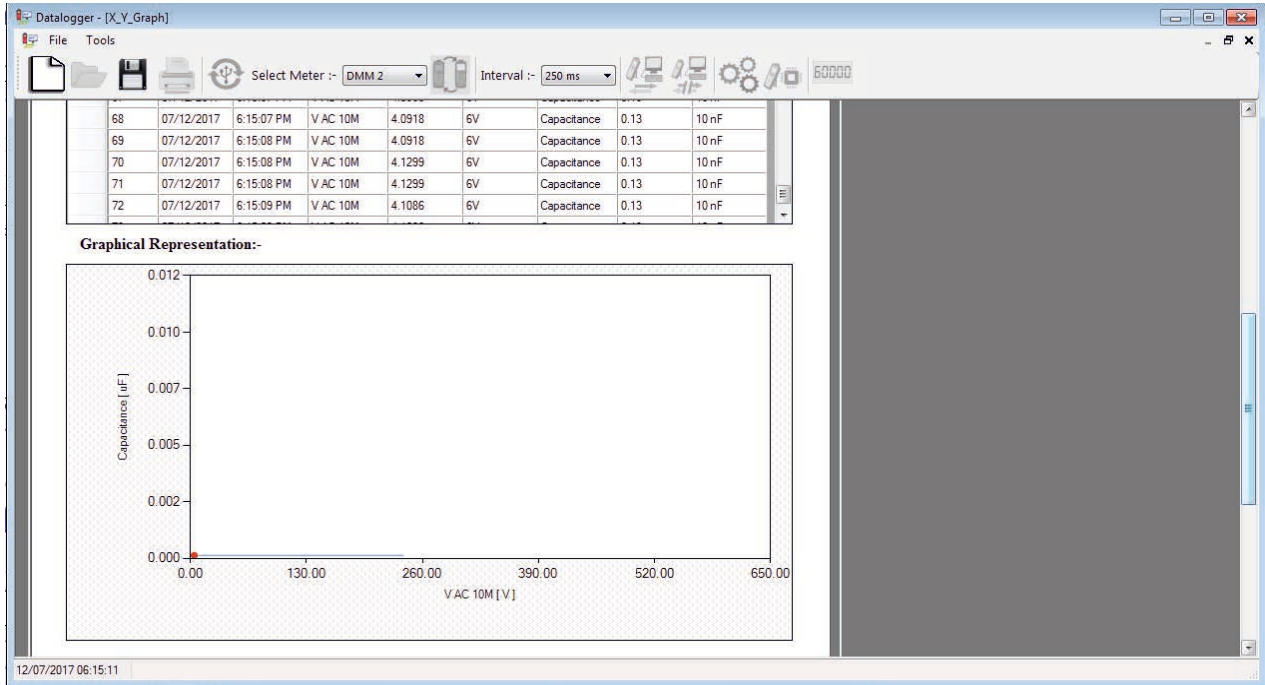 Datalogger - [X_Y_Graph]
File Tools
Select Meter :- DMM 2 Interval :- 250 ms 60000
68 07/12/2017 6:15:07 PM V AC 10M 4.0918 6V Capacitance 0.13 10 nF
69 07/12/2017 6:15:08 PM V AC 10M 4.0918 6V Capacitance 0.13 10 nF
70 07/12/2017 6:15:08 PM V AC 10M 4.1299 6V Capacitance 0.13 10 nF
71 07/12/2017 6:15:08 PM V AC 10M 4.1299 6V Capacitance 0.13 10 nF
72 07/12/2017 6:15:09 PM V AC 10M 4.1086 6V Capacitance 0.13 10 nF
Graphical Representation:-
0.012
0.010
0.007
0.005
0.002
0.000
Capacitance [ uF ]
0.00 130.00 260.00 390.00 520.00 650.00
V AC 10M [ V ]
12/07/2017 06:15:11